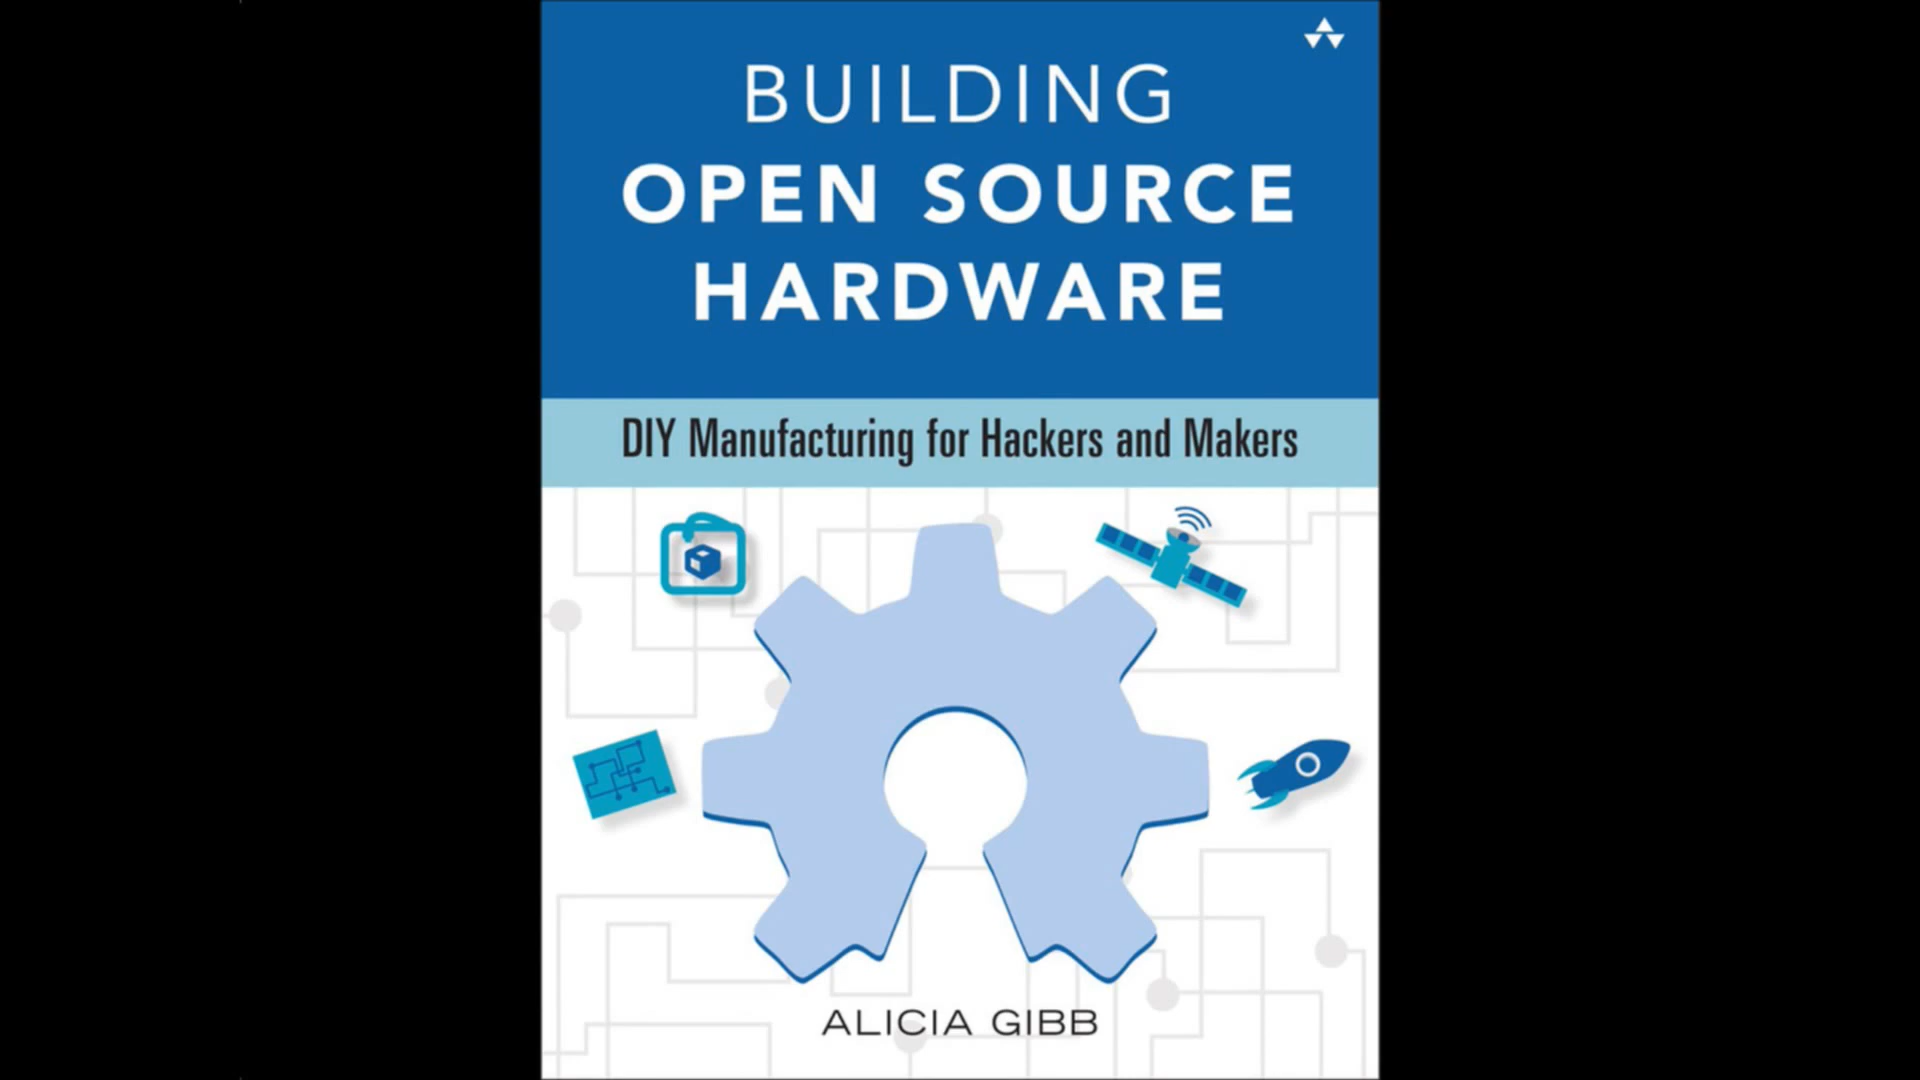 BUILDING
OPEN SOURCE
HARDWARE
DIY Manufacturing for Hackers and Makers
ALICIA GIBB